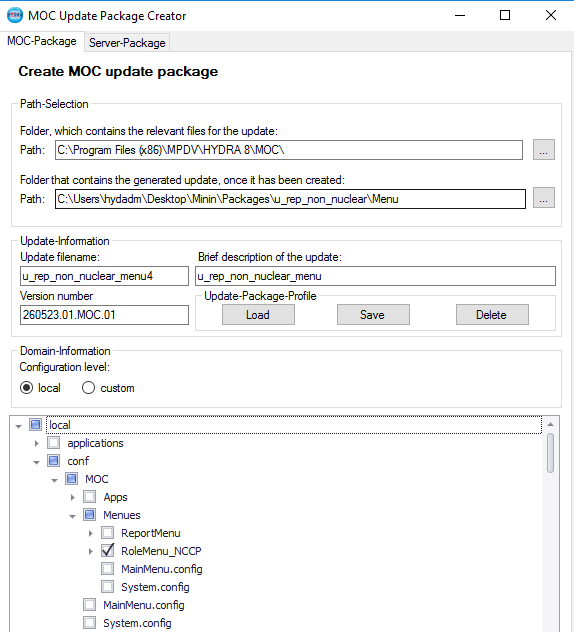 HYDRA MOC Update Package Creator
MOC-Package Server-Package
Create MOC update package
Path-Selection
Folder, which contains the relevant files for the update:
Path: C:\Program Files (x86)\MPDV\HYDRA 8\MOC\ ...
Folder that contains the generated update, once it has been created:
Path: C:\Users\hydadm\Desktop\Minin\Packages\u_rep_non_nuclear\Menu ...
Update-Information
Update filename: Brief description of the update:
u_rep_non_nuclear_menu4 u_rep_non_nuclear_menu
Version number Update-Package-Profile
260523.01.MOC.01 Load Save Delete
Domain-Information
Configuration level:
local custom
local
applications
conf
MOC
Apps
Menues
ReportMenu
RoleMenu_NCCP
MainMenu.config
System.config
MainMenu.config
System.config